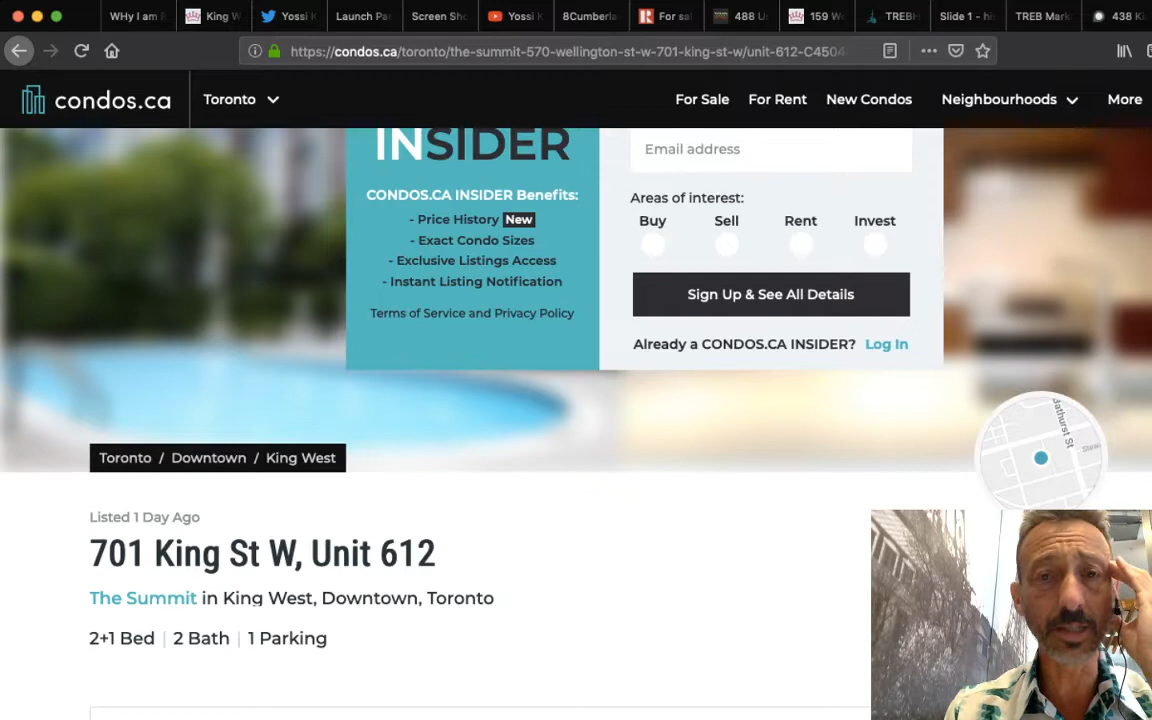 WHy I am R
King W
Yossi K
Launch Pac
Screen Sho
Yossi K
8Cumberla
For sal
488 U
159 W
TREBH
Slide 1 - hi
TREB Mark
438 Ki
https://condos.ca/toronto/the-summit-570-wellington-st-w-701-king-st-w/unit-612-C4504
condos.ca
Toronto
For Sale
For Rent
New Condos
Neighbourhoods
More
INSIDER
Email address
CONDOS.CA INSIDER Benefits:
- Price History New
- Exact Condo Sizes
- Exclusive Listings Access
- Instant Listing Notification
Terms of Service and Privacy Policy
Areas of interest:
Buy
Sell
Rent
Invest
Sign Up & See All Details
Already a CONDOS.CA INSIDER? Log In
Bathurst St
Toronto / Downtown / King West
Listed 1 Day Ago
701 King St W, Unit 612
The Summit in King West, Downtown, Toronto
2+1 Bed | 2 Bath | 1 Parking